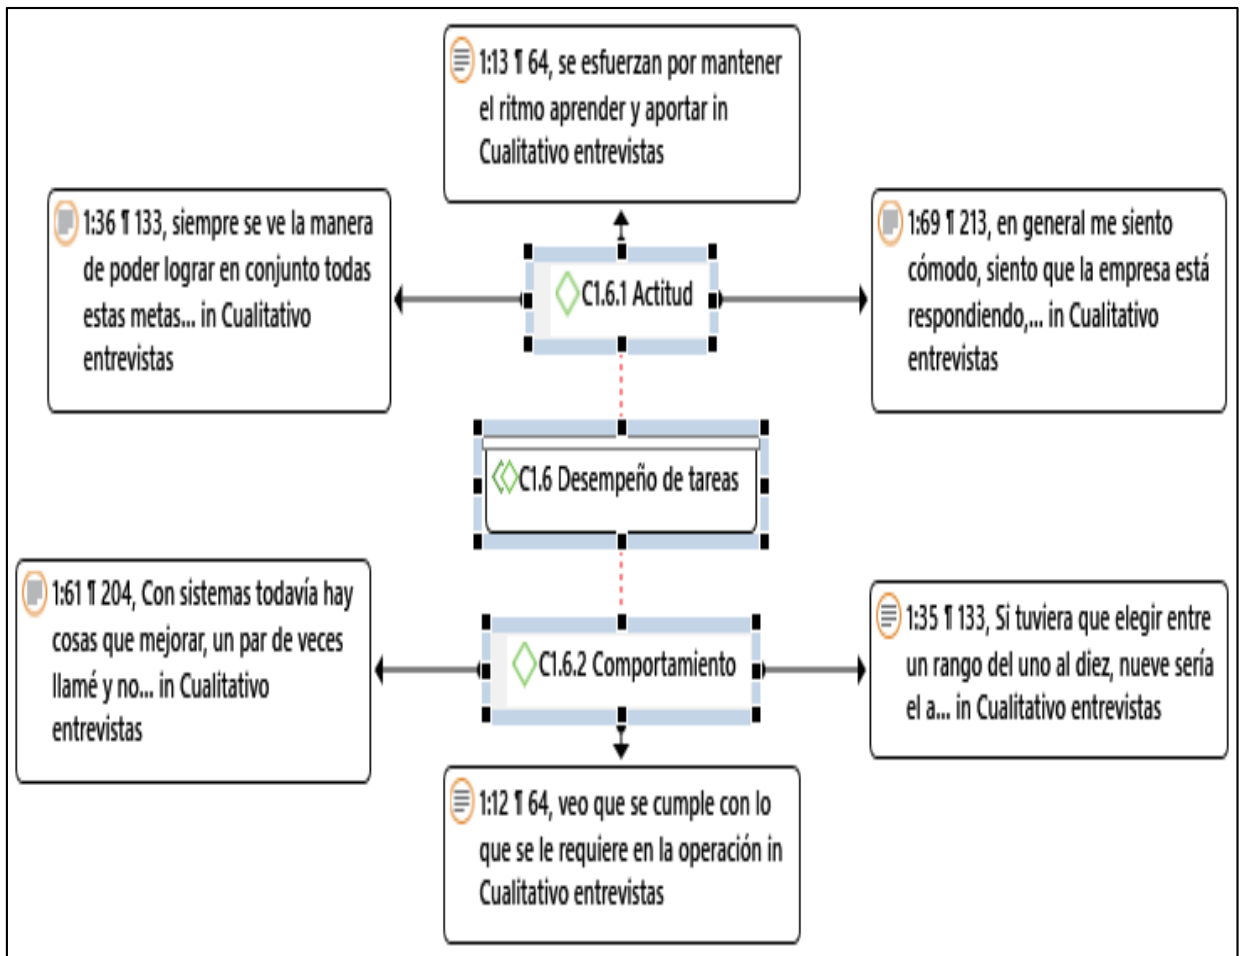 1:13 ¶ 64, se esfuerzan por mantener
el ritmo aprender y aportar in
Cualitativo entrevistas
1:36 ¶ 133, siempre se ve la manera
de poder lograr en conjunto todas
estas metas... in Cualitativo
entrevistas
C1.6.1 Actitud
1:69 ¶ 213, en general me siento
cómodo, siento que la empresa está
respondiendo,... in Cualitativo
entrevistas
C1.6 Desempeño de tareas
1:61 ¶ 204, Con sistemas todavía hay
cosas que mejorar, un par de veces
llamé y no... in Cualitativo
entrevistas
C1.6.2 Comportamiento
1:35 ¶ 133, Si tuviera que elegir entre
un rango del uno al diez, nueve sería
el a... in Cualitativo entrevistas
1:12 ¶ 64, veo que se cumple con lo
que se le requiere en la operación in
Cualitativo entrevistas